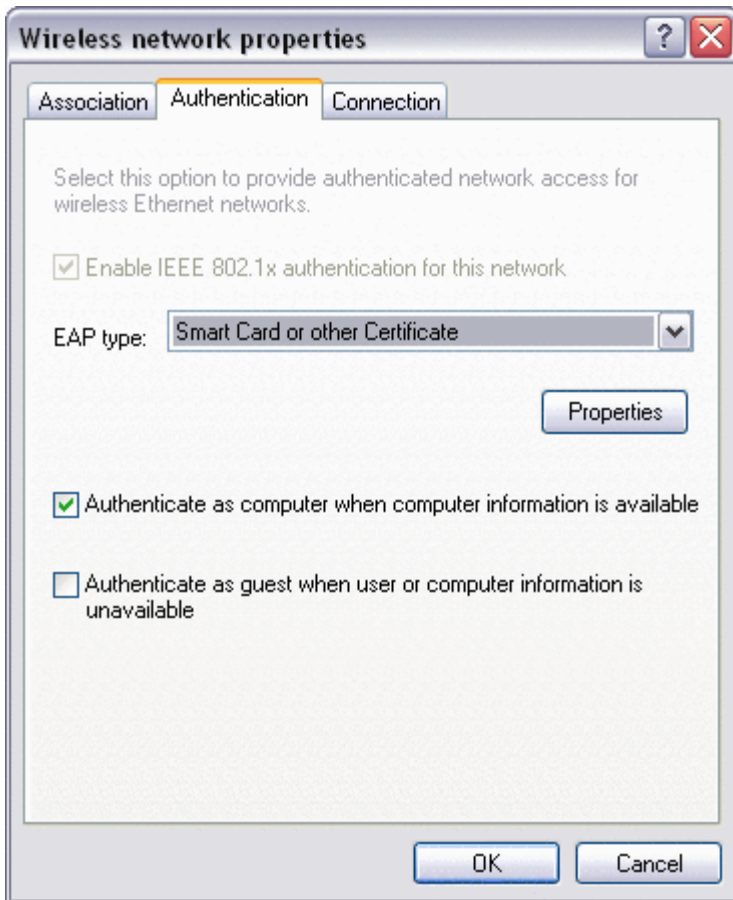 Wireless network properties
Association Authentication Connection
Select this option to provide authenticated network access for
wireless Ethernet networks.
Enable IEEE 802.1x authentication for this network
EAP type: Smart Card or other Certificate
Properties
Authenticate as computer when computer information is available
Authenticate as guest when user or computer information is
unavailable
OK Cancel